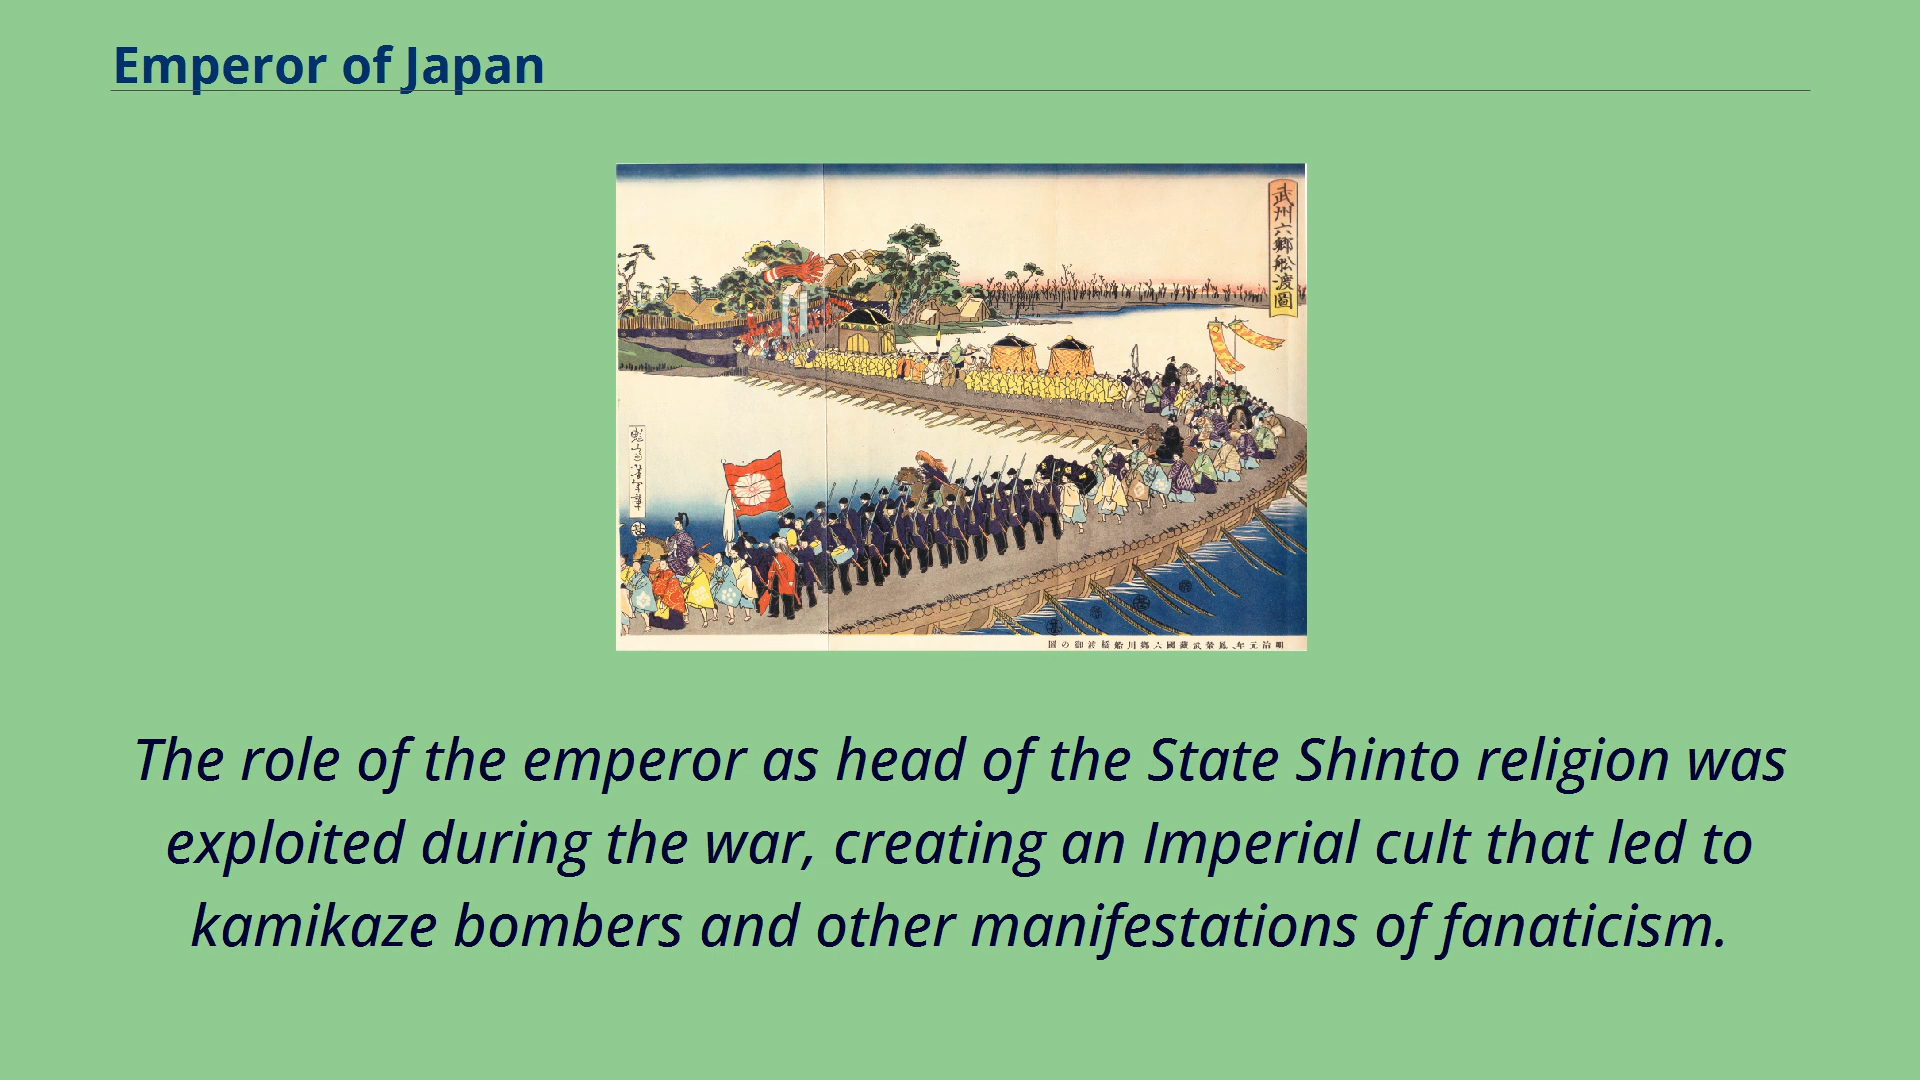 Emperor of Japan
武州六郷船渡圖
The role of the emperor as head of the State Shinto religion was
exploited during the war, creating an Imperial cult that led to
kamikaze bombers and other manifestations of fanaticism.